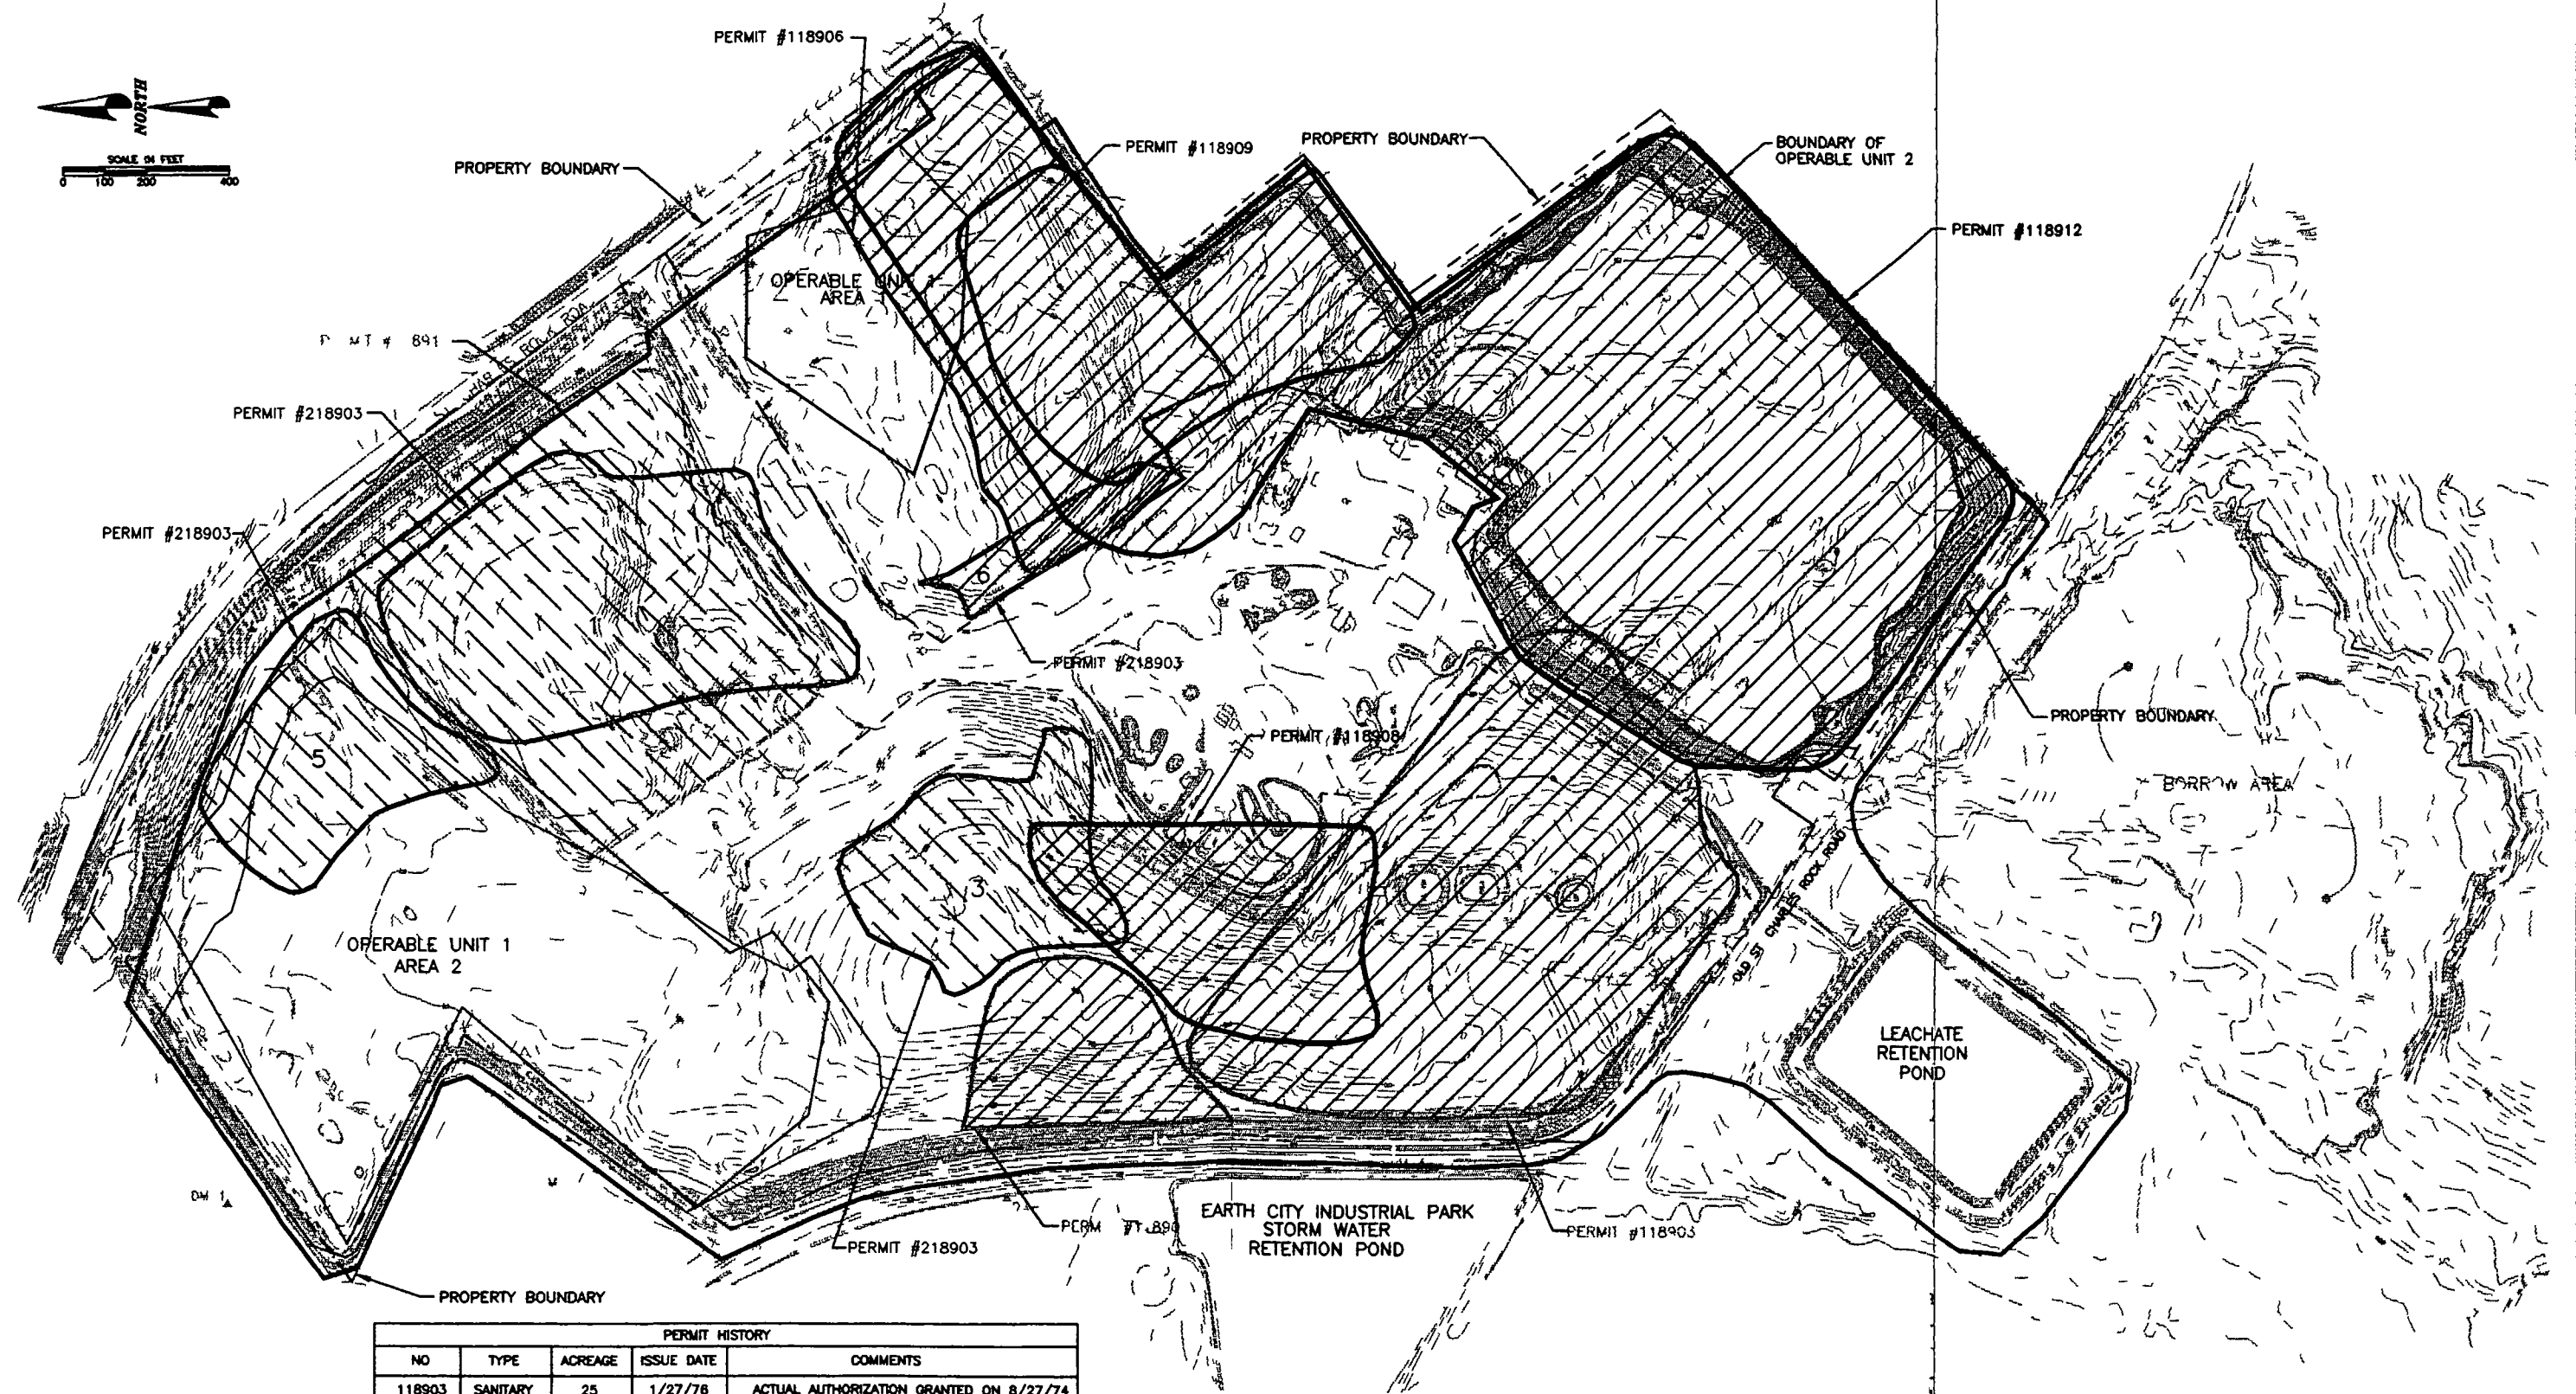 PERMIT #118906
NORTH
SCALE IN FEET
0 100 200 400
PROPERTY BOUNDARY
PERMIT #118909
PROPERTY BOUNDARY
BOUNDARY OF
OPERABLE UNIT 2
PERMIT #118912
OPERABLE
AREA
ROCK ROA
891
PERMIT #218903
PERMIT #218903
6
PERMIT #218903
PERMIT #118908
PROPERTY BOUNDARY
5
3
BORROW AREA
OPERABLE UNIT 1
AREA 2
OLD ST CHARLES ROCK ROAD
LEACHATE
RETENTION
POND
EARTH CITY INDUSTRIAL PARK
STORM WATER
RETENTION POND
PERMIT #118903
PERMIT #218903
PROPERTY BOUNDARY
PERMIT HISTORY
NO TYPE ACREAGE ISSUE DATE COMMENTS
118903 SANITARY 25 1/27/76 ACTUAL AUTHORIZATION GRANTED ON 8/27/74